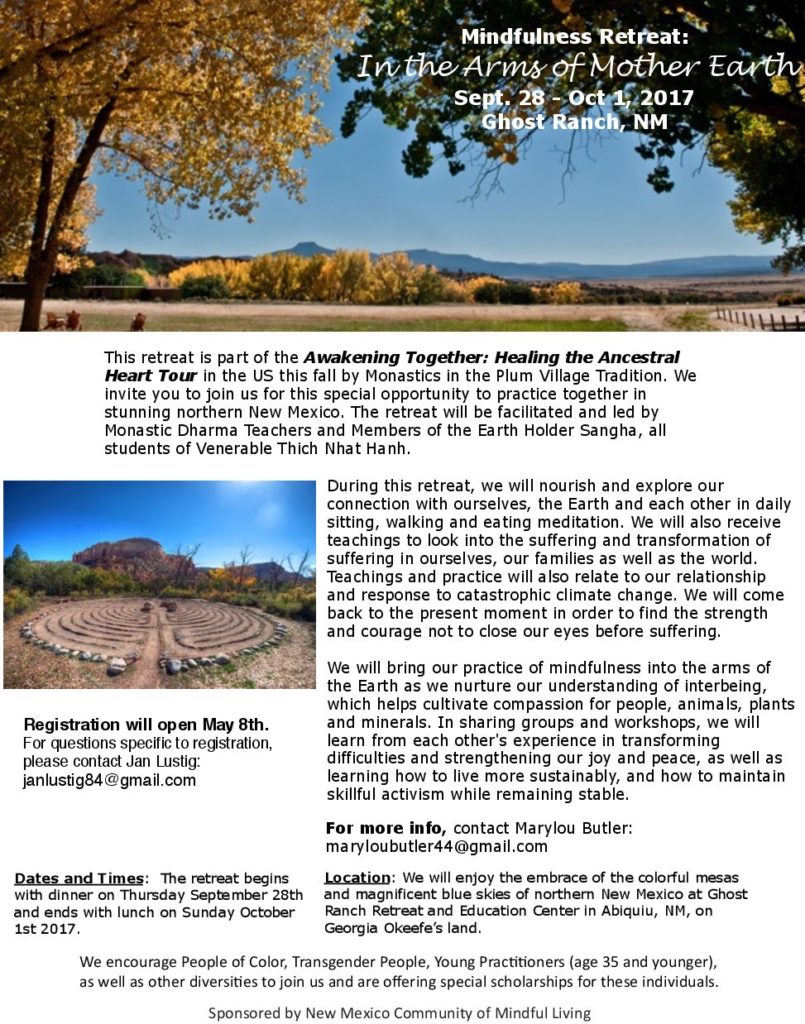 Mindfulness Retreat:
In the Arms of Mother Earth
Sept. 28 - Oct 1, 2017
Ghost Ranch, NM
This retreat is part of the Awakening Together: Healing the Ancestral
Heart Tour in the US this fall by Monastics in the Plum Village Tradition. We
invite you to join us for this special opportunity to practice together in
stunning northern New Mexico. The retreat will be facilitated and led by
Monastic Dharma Teachers and Members of the Earth Holder Sangha, all
students of Venerable Thich Nhat Hanh.
During this retreat, we will nourish and explore our
connection with ourselves, the Earth and each other in daily
sitting, walking and eating meditation. We will also receive
teachings to look into the suffering and transformation of
suffering in ourselves, our families as well as the world.
Teachings and practice will also relate to our relationship
and response to catastrophic climate change. We will come
back to the present moment in order to find the strength
and courage not to close our eyes before suffering.
We will bring our practice of mindfulness into the arms of
the Earth as we nurture our understanding of interbeing,
which helps cultivate compassion for people, animals, plants
and minerals. In sharing groups and workshops, we will
learn from each other's experience in transforming
difficulties and strengthening our joy and peace, as well as
learning how to live more sustainably, and how to maintain
skillful activism while remaining stable.
Registration will open May 8th.
For questions specific to registration,
please contact Jan Lustig:
janlustig84@gmail.com
For more info, contact Marylou Butler:
maryloubutler44@gmail.com
Dates and Times: The retreat begins
with dinner on Thursday September 28th
and ends with lunch on Sunday October
1st 2017.
Location: We will enjoy the embrace of the colorful mesas
and magnificent blue skies of northern New Mexico at Ghost
Ranch Retreat and Education Center in Abiquiu, NM, on
Georgia Okeefe's land.
We encourage People of Color, Transgender People, Young Practitioners (age 35 and younger),
as well as other diversities to join us and are offering special scholarships for these individuals.
Sponsored by New Mexico Community of Mindful Living